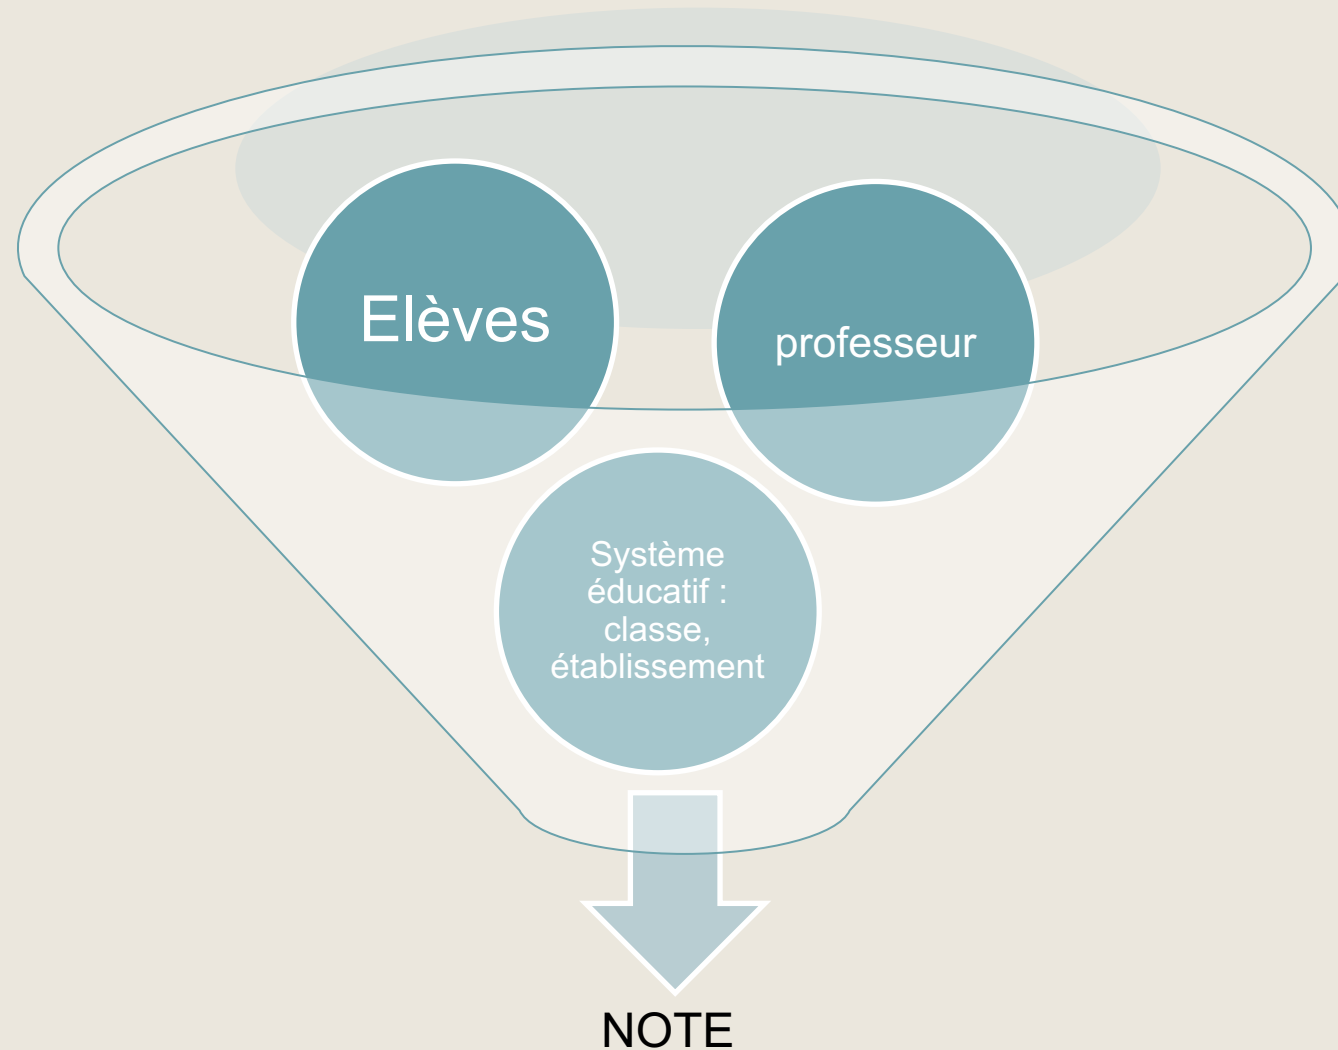 Elèves
professeur
Système
éducatif :
classe,
établissement
NOTE